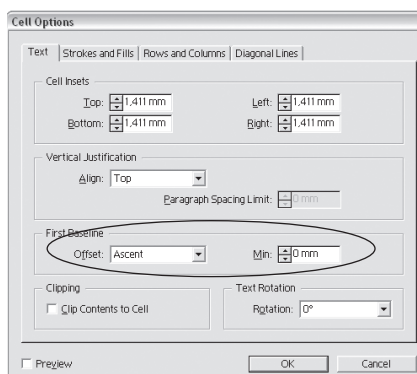 Cell Options
Text Strokes and Fills Rows and Columns Diagonal Lines
Cell Insets
Top: 1,411 mm Left: 1,411 mm
Bottom: 1,411 mm Right: 1,411 mm
Vertical Justification
Align: Top
Paragraph Spacing Limit: 0 mm
First Baseline
Offset: Ascent Min: 0 mm
Clipping Text Rotation
Clip Contents to Cell Rotation: 0°
Preview OK Cancel